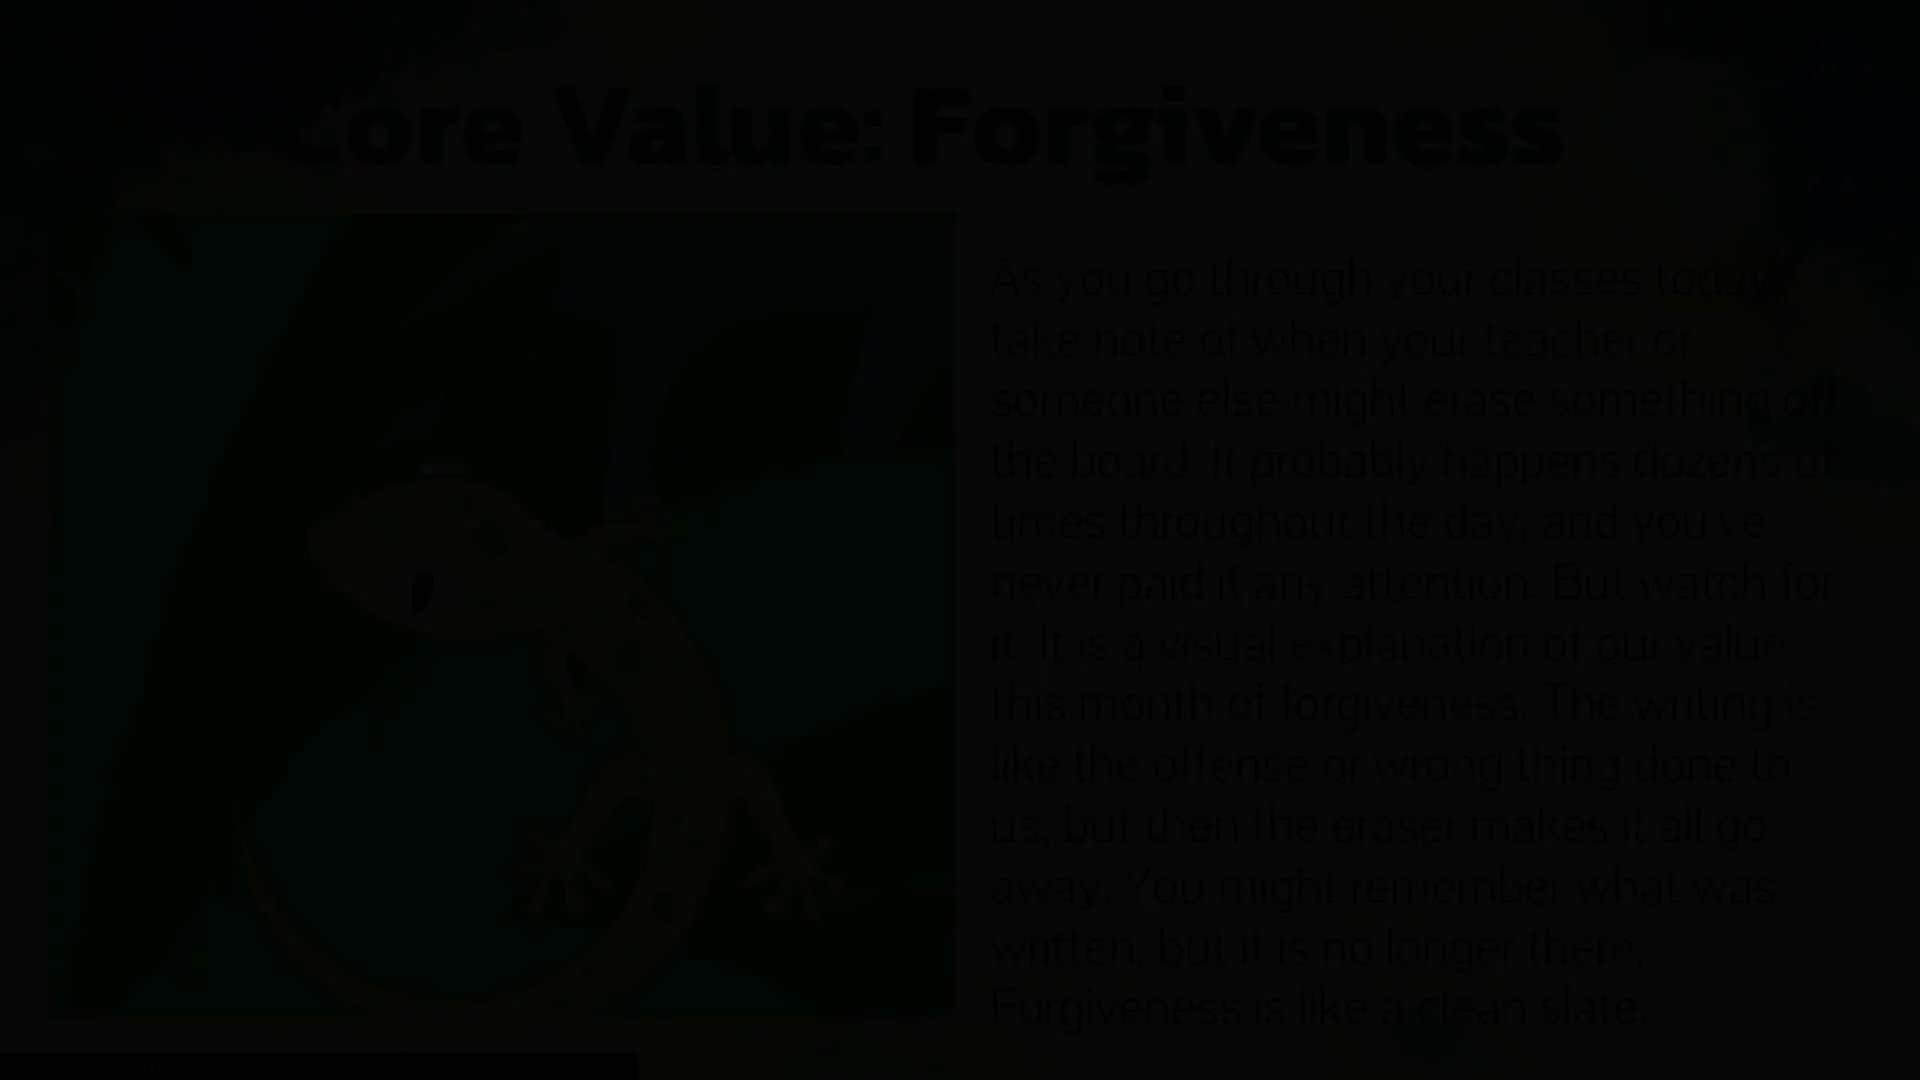 Core Value: Forgiveness
As you go through your classes today,
take note of when your teacher or
someone else might erase something off
the board. It probably happens dozens of
times throughout the day, and you've
never paid it any attention. But watch for
it. It is a visual explanation of our value
this month of forgiveness. The writing is
like the offense or wrong thing done to
us, but then the eraser makes it all go
away. You might remember what was
written, but it is no longer there.
Forgiveness is like a clean slate.